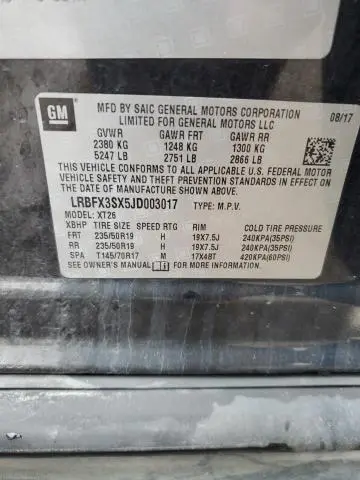 GM
MFD BY SAIC GENERAL MOTORS CORPORATION 08/17
LIMITED FOR GENERAL MOTORS LLC
GVWR GAWR FRT GAWR RR
2380 KG 1248 KG 1300 KG
5247 LB 2751 LB 2866 LB
THIS VEHICLE CONFORMS TO ALL APPLICABLE U.S. FEDERAL MOTOR
VEHICLE SAFETY AND THEFT PREVENTION STANDARDS IN EFFECT ON
THE DATE OF MANUFACTURE SHOWN ABOVE.
LRBFX3SX5JD003017 TYPE: M.P.V.
MODEL: XT26
XBHP TIRE SIZE SPEED RTG RIM COLD TIRE PRESSURE
FRT 235/50R19 H 19X7.5J 240KPA(35PSI)
RR 235/50R19 H 19X7.5J 240KPA(35PSI)
SPA T145/70R17 M 17X4BT 420KPA(60PSI)
SEE OWNER'S MANUAL FOR ADDITIONAL INFORMATION